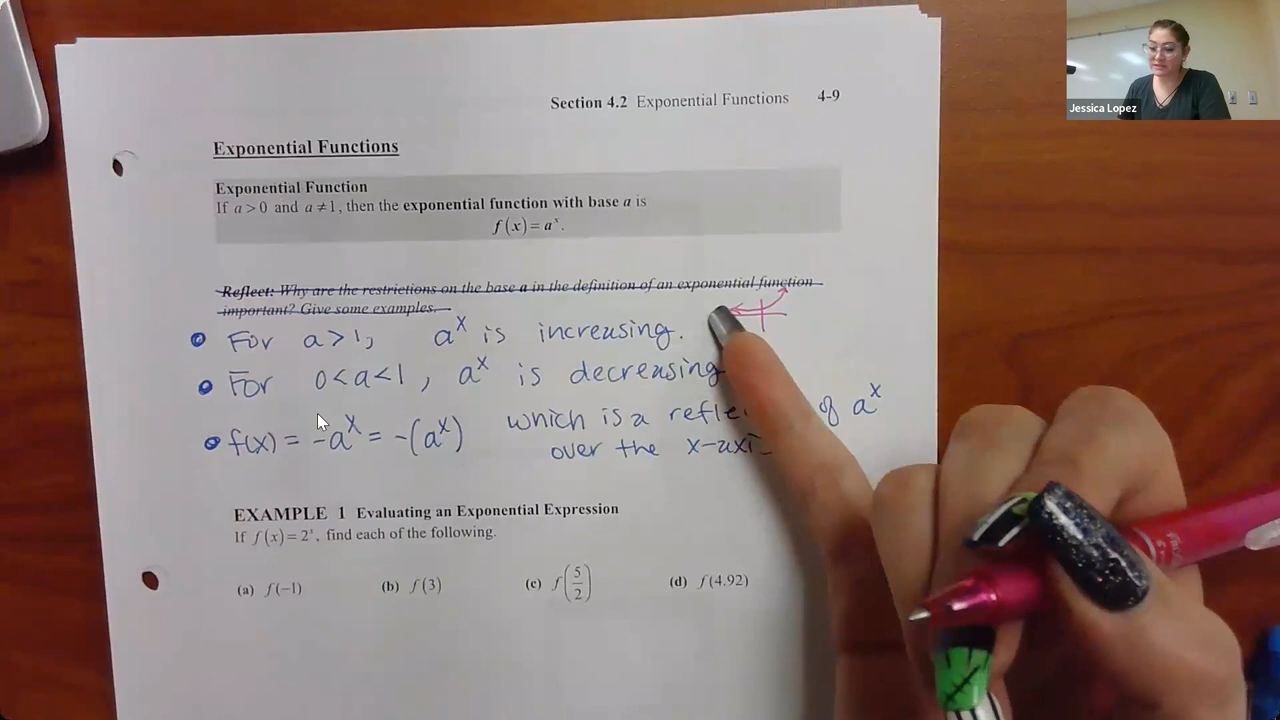 Section 4.2 Exponential Functions 4-9
Jessica Lopez
Exponential Functions
Exponential Function
If a > 0 and a ≠ 1, then the exponential function with base a is
f(x) = aˣ.
Reflect: Why are the restrictions on the base a in the definition of an exponential function
important? Give some examples.
• For a > 1, aˣ is increasing.
• For 0 < a < 1, aˣ is decreasing
• f(x) = -aˣ = -(aˣ) which is a of aˣ
over the
EXAMPLE 1 Evaluating an Exponential Expression
If f(x) = 2ˣ, find each of the following.
(a) f(−1) (b) f(3) (c) f(5/2) (d) f(4.92)